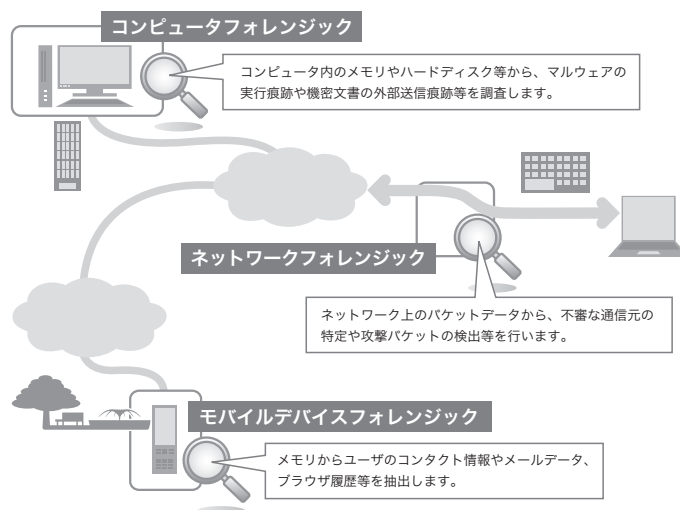 コンピュータフォレンジック
コンピュータ内のメモリやハードディスク等から、マルウェアの
実行痕跡や機密文書の外部送信痕跡等を調査します。
ネットワークフォレンジック
ネットワーク上のパケットデータから、不審な通信元の
特定や攻撃パケットの検出等を行います。
モバイルデバイスフォレンジック
メモリからユーザのコンタクト情報やメールデータ、
ブラウザ履歴等を抽出します。